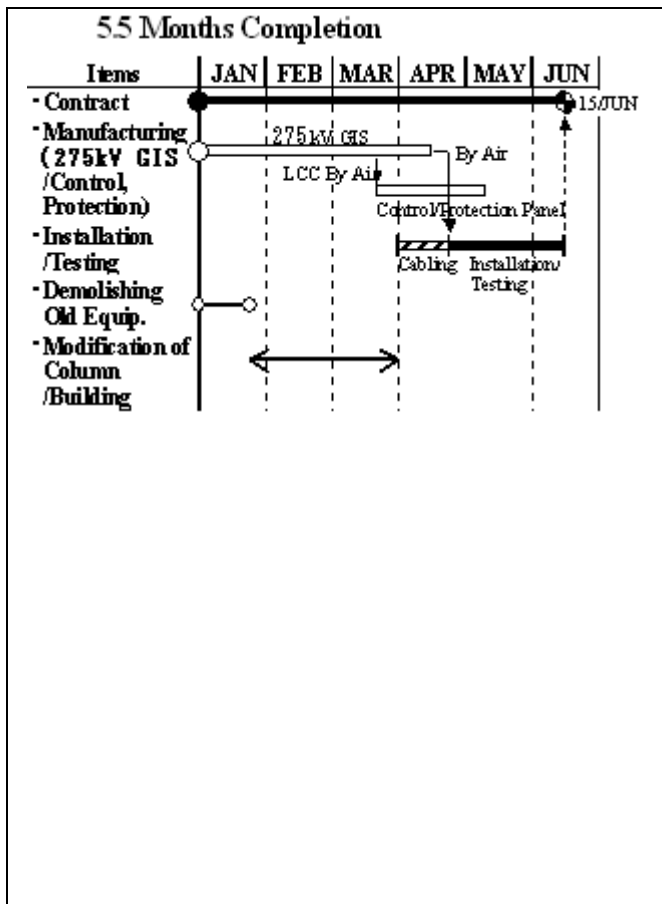 5.5 Months Completion
Items JAN FEB MAR APR MAY JUN
・Contract
15/JUN
・Manufacturing
(275kV GIS
/Control,
Protection)
275kV GIS
By Air
LCC By Air
Control/Protection Panel
・Installation
/Testing
Cabling
Installation/
Testing
・Demolishing
Old Equip.
・Modification of
Column
/Building